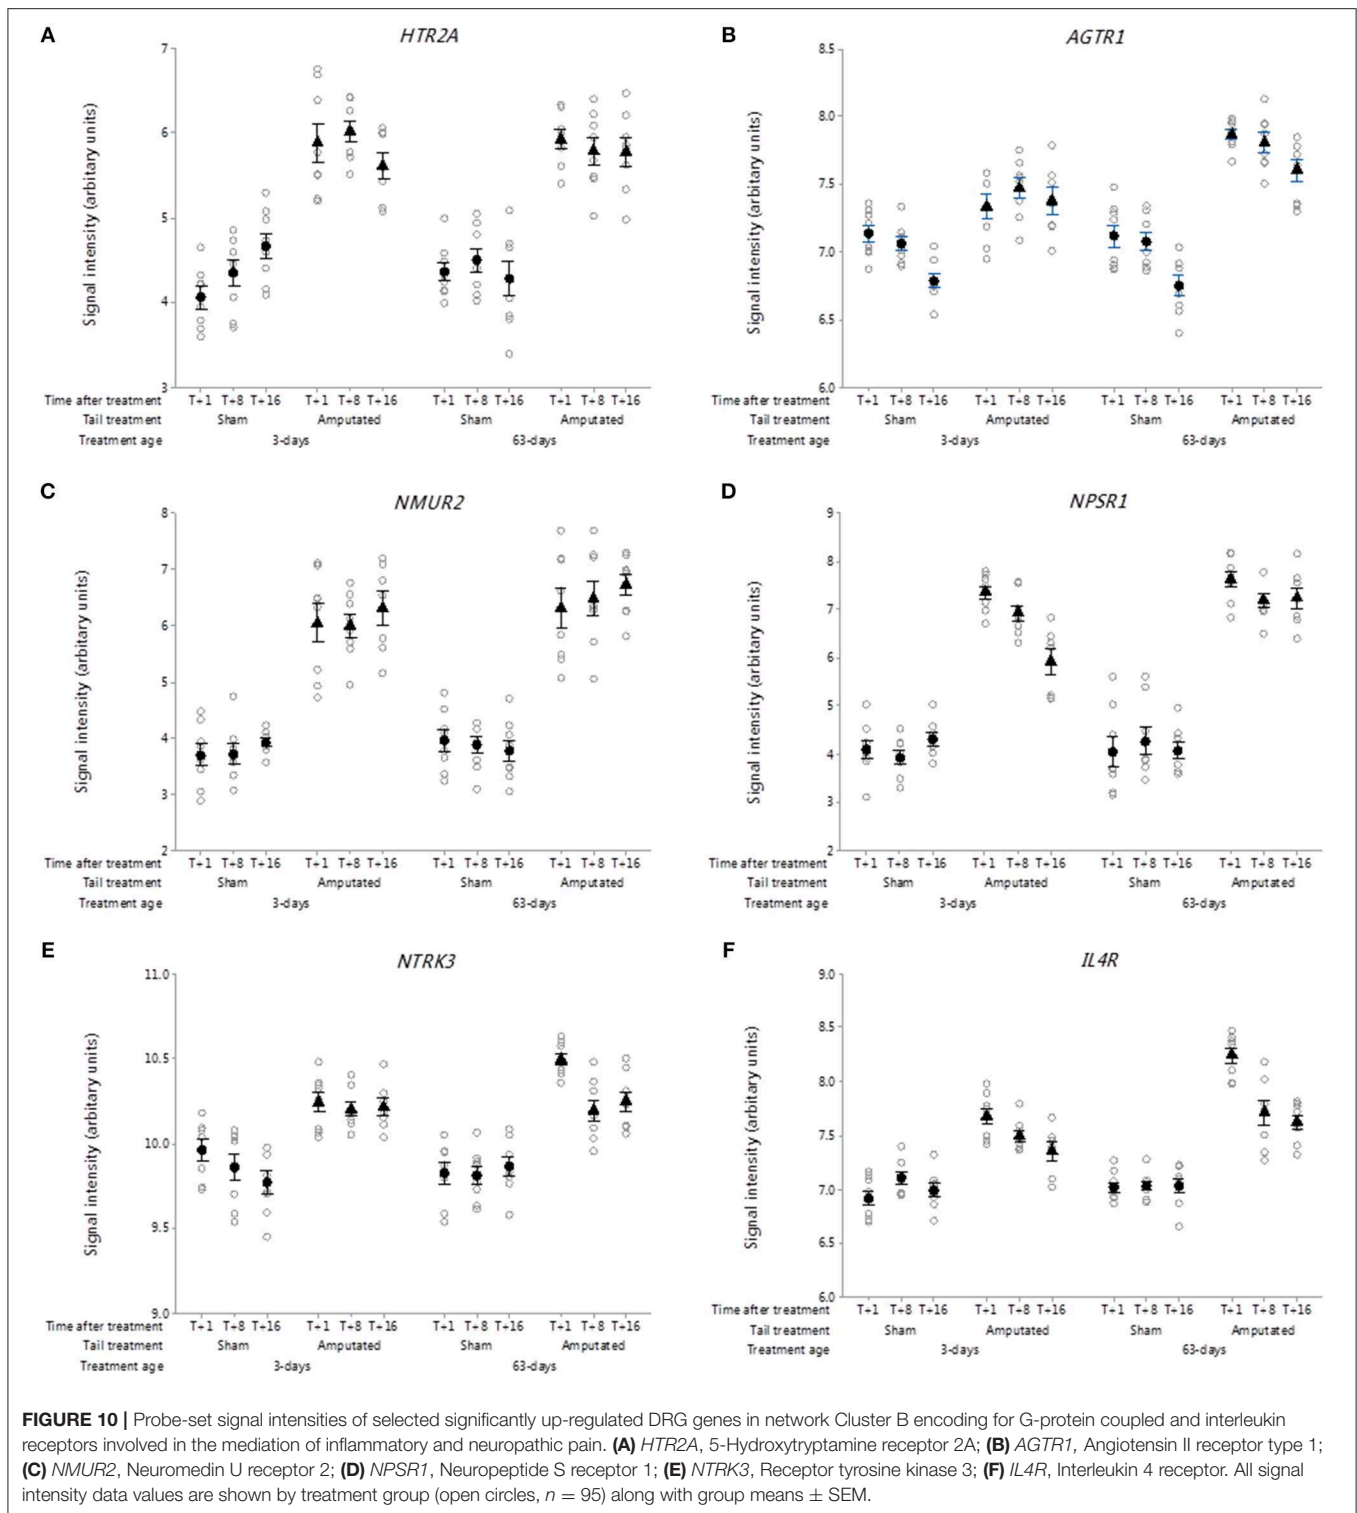 A
HTR2A
Signal intensity (arbitary units)
7
6
5
4
3
Time after treatment T+1 T+8 T+16 T+1 T+8 T+16 T+1 T+8 T+16 T+1 T+8 T+16
Tail treatment Sham Amputated Sham Amputated
Treatment age 3-days 63-days
B
AGTR1
Signal intensity (arbitary units)
8.5
8.0
7.5
7.0
6.5
6.0
Time after treatment T+1 T+8 T+16 T+1 T+8 T+16 T+1 T+8 T+16 T+1 T+8 T+16
Tail treatment Sham Amputated Sham Amputated
Treatment age 3-days 63-days
C
NMUR2
Signal intensity (arbitary units)
8
7
6
5
4
3
2
Time after treatment T+1 T+8 T+16 T+1 T+8 T+16 T+1 T+8 T+16 T+1 T+8 T+16
Tail treatment Sham Amputated Sham Amputated
Treatment age 3-days 63-days
D
NPSR1
Signal intensity (arbitary units)
9
8
7
6
5
4
3
2
Time after treatment T+1 T+8 T+16 T+1 T+8 T+16 T+1 T+8 T+16 T+1 T+8 T+16
Tail treatment Sham Amputated Sham Amputated
Treatment age 3-days 63-days
E
NTRK3
Signal intensity (arbitary units)
11.0
10.5
10.0
9.5
9.0
Time after treatment T+1 T+8 T+16 T+1 T+8 T+16 T+1 T+8 T+16 T+1 T+8 T+16
Tail treatment Sham Amputated Sham Amputated
Treatment age 3-days 63-days
F
IL4R
Signal intensity (arbitary units)
9.0
8.5
8.0
7.5
7.0
6.5
6.0
Time after treatment T+1 T+8 T+16 T+1 T+8 T+16 T+1 T+8 T+16 T+1 T+8 T+16
Tail treatment Sham Amputated Sham Amputated
Treatment age 3-days 63-days
FIGURE 10 | Probe-set signal intensities of selected significantly up-regulated DRG genes in network Cluster B encoding for G-protein coupled and interleukin
receptors involved in the mediation of inflammatory and neuropathic pain. (A) HTR2A, 5-Hydroxytryptamine receptor 2A; (B) AGTR1, Angiotensin II receptor type 1;
(C) NMUR2, Neuromedin U receptor 2; (D) NPSR1, Neuropeptide S receptor 1; (E) NTRK3, Receptor tyrosine kinase 3; (F) IL4R, Interleukin 4 receptor. All signal
intensity data values are shown by treatment group (open circles, n = 95) along with group means ± SEM.